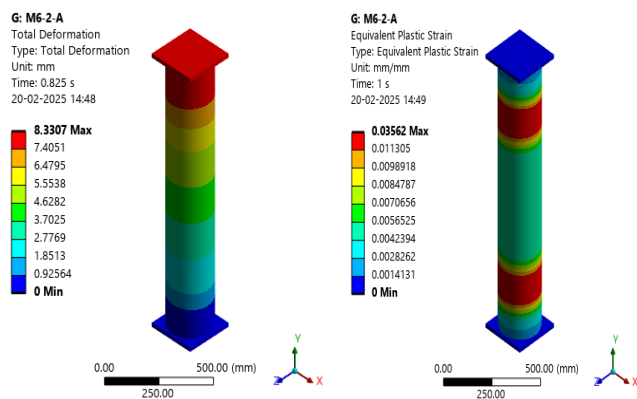 G: M6-2-A
Total Deformation
Type: Total Deformation
Unit: mm
Time: 0.825 s
20-02-2025 14:48
8.3307 Max
7.4051
6.4795
5.5538
4.6282
3.7025
2.7769
1.8513
0.92564
0 Min
0.00
500.00 (mm)
250.00
Y
Z
X
G: M6-2-A
Equivalent Plastic Strain
Type: Equivalent Plastic Strain
Unit: mm/mm
Time: 1 s
20-02-2025 14:49
0.03562 Max
0.011305
0.0098918
0.0084787
0.0070656
0.0056525
0.0042394
0.0028262
0.0014131
0 Min
0.00
500.00 (mm)
250.00
Y
Z
X